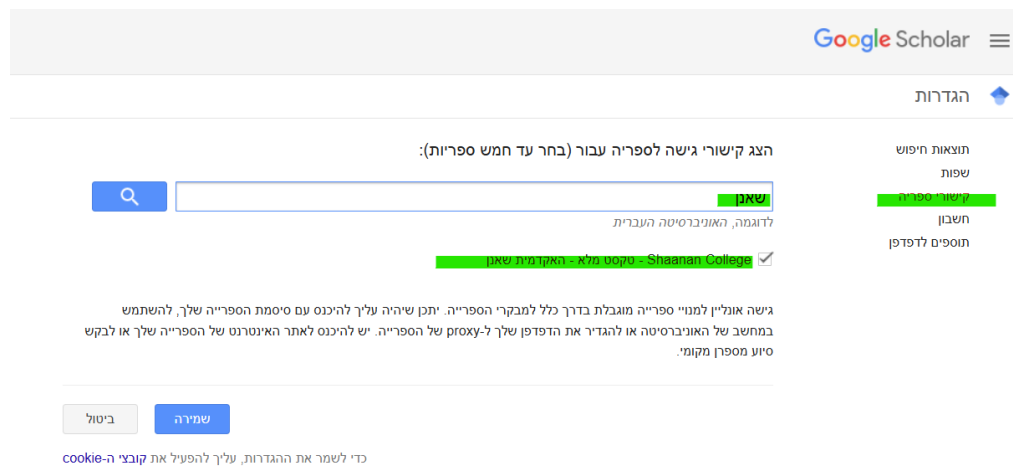 Google Scholar
הגדרות
תוצאות חיפוש
שפות
קישורי ספריה
חשבון
תוספים לדפדפן
הצג קישורי גישה לספריה עבור (בחר עד חמש ספריות):
שאנן
לדוגמה, האוניברסיטה העברית
Shaanan College - טקסט מלא - האקדמית שאנן
גישה אונליין למנויי ספרייה מוגבלת בדרך כלל למבקרי הספרייה. יתכן שיהיה עליך להיכנס עם סיסמת הספרייה שלך, להשתמש
במחשב של האוניברסיטה או להגדיר את הדפדפן שלך ל-proxy של הספרייה. יש להיכנס לאתר האינטרנט של הספרייה שלך או לבקש
סיוע מספרן מקומי.
שמירה
ביטול
כדי לשמר את ההגדרות, עליך להפעיל את קובצי ה-cookie